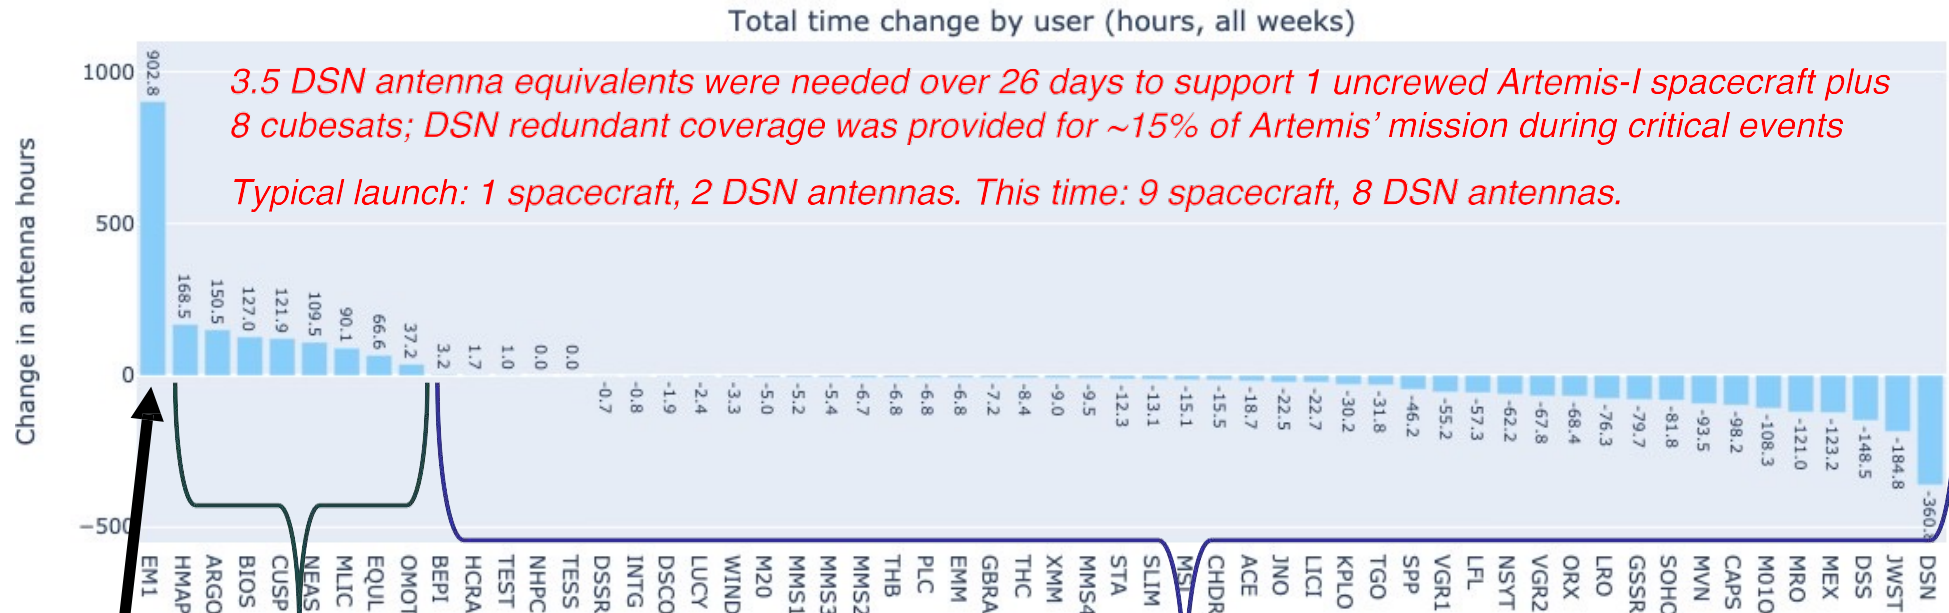 Total time change by user (hours, all weeks)
3.5 DSN antenna equivalents were needed over 26 days to support 1 uncrewed Artemis-I spacecraft plus
8 cubesats; DSN redundant coverage was provided for ~15% of Artemis' mission during critical events
Typical launch: 1 spacecraft, 2 DSN antennas. This time: 9 spacecraft, 8 DSN antennas.
Change in antenna hours
1000
500
0
−500
902.8
168.5
150.5
127.0
121.9
109.5
90.1
66.6
37.2
3.2
1.7
1.0
0.0
0.0
-0.7
-0.8
-1.9
-2.4
-3.3
-5.0
-5.2
-5.4
-6.7
-6.8
-6.8
-6.8
-7.2
-8.4
-9.0
-9.5
-12.3
-13.1
-15.1
-15.5
-18.7
-22.5
-22.7
-30.2
-31.8
-46.2
-55.2
-57.3
-62.2
-67.8
-68.4
-76.3
-79.7
-81.8
-93.5
-98.2
-108.3
-121.0
-123.2
-148.5
-184.8
-360.8
EM1
HMAP
ARGO
BIOS
CUSP
NEAS
MLIC
EQUL
OMOT
BEPI
HCRA
TEST
NHPC
TESS
DSSR
INTG
DSCO
LUCY
WIND
M20
MMS1
MMS3
MMS2
THB
PLC
EMM
GBRA
THC
XMM
MMS4
STA
SLIM
MSL
CHDR
ACE
JNO
LICI
KPLO
TGO
SPP
VGR1
LFL
NSYT
VGR2
ORX
LRO
GSSR
SOHO
MVN
CAPS
M01O
MRO
MEX
DSS
JWST
DSN